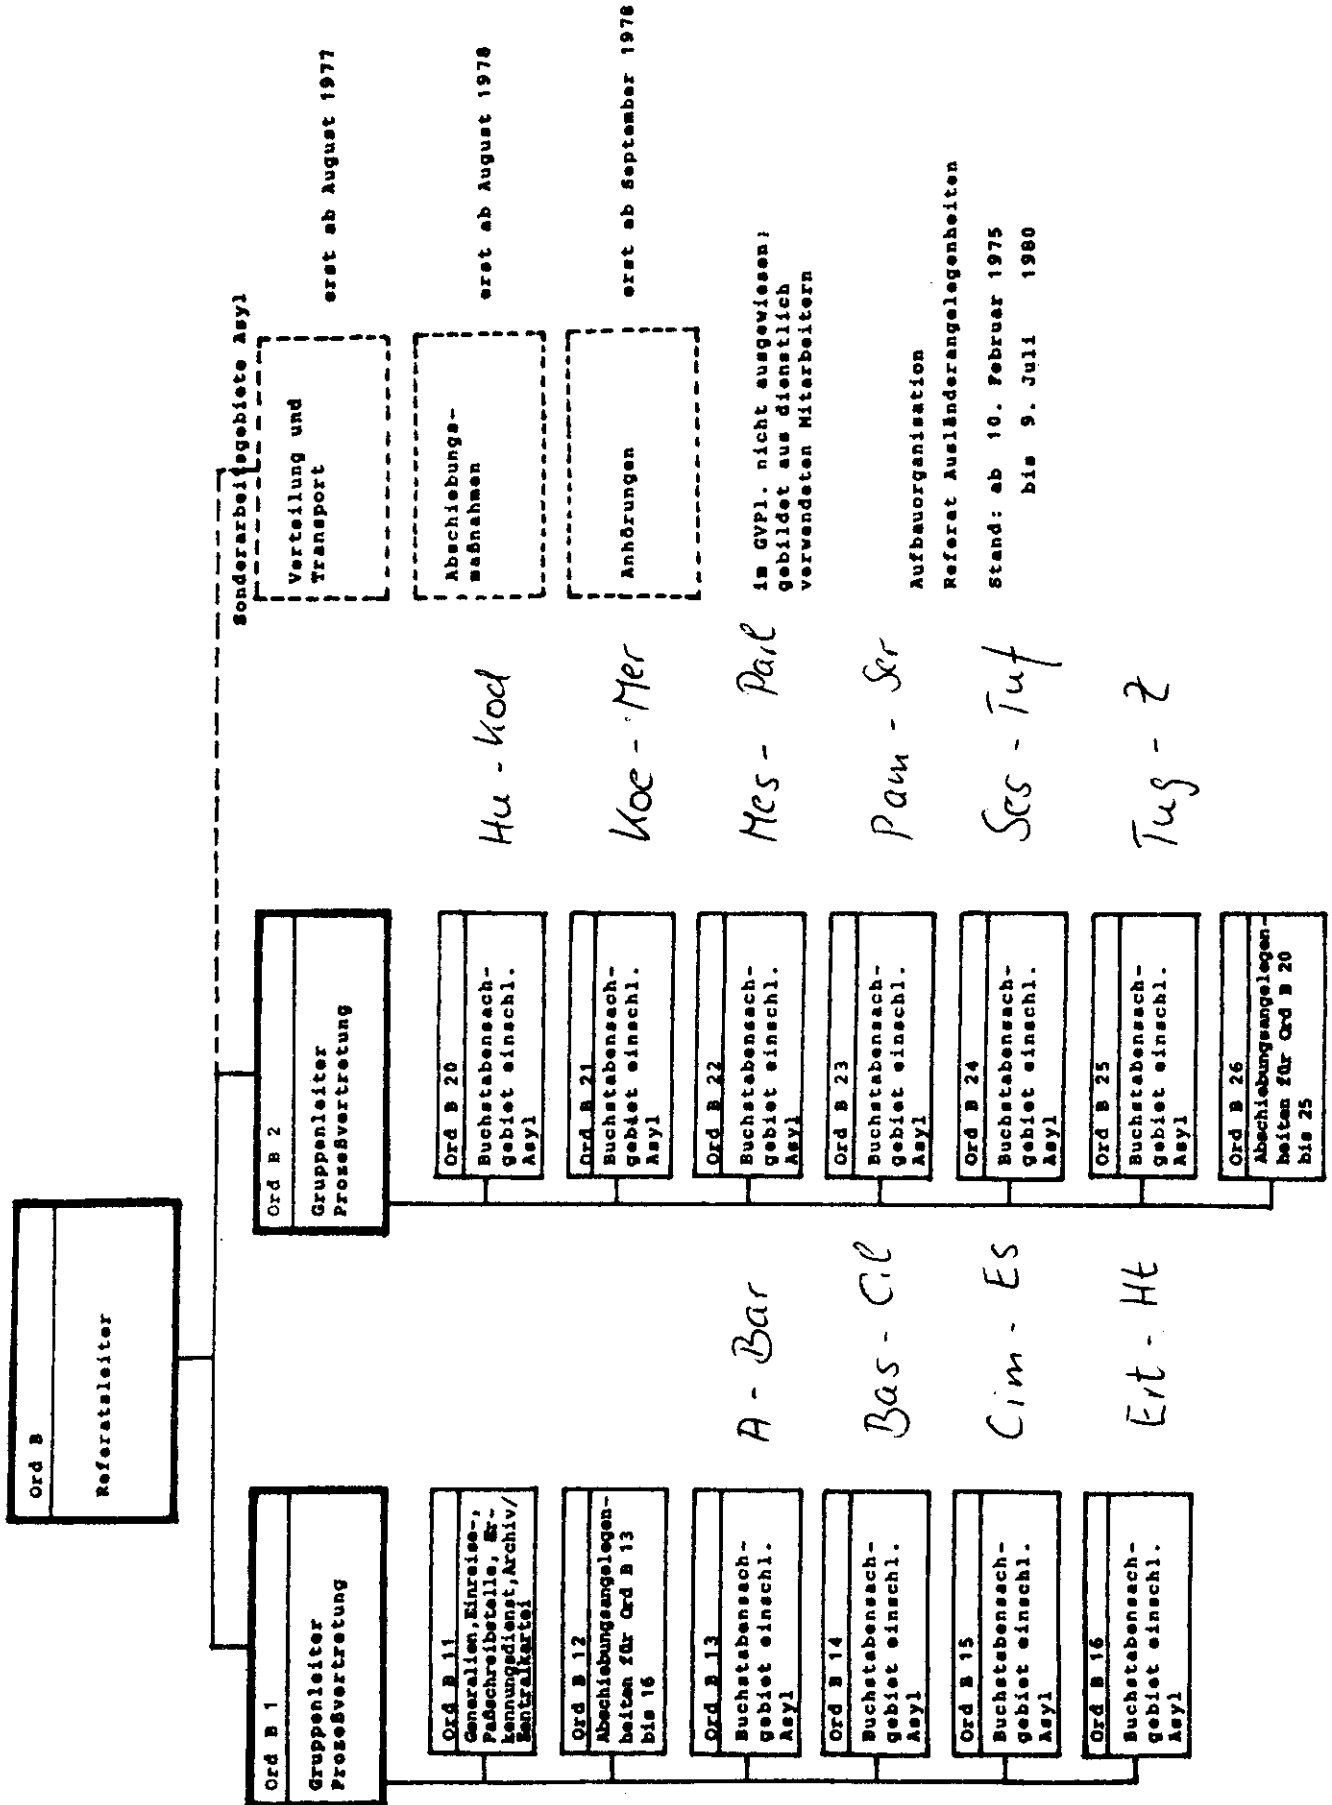 Ord B
Referatsleiter
Ord B 1
Gruppenleiter
Prozeßvertretung
Ord B 11
Generalien,Einreise-,
Paßschreibstelle, Er-
kennungsdienst,Archiv/
Zentralkartei
Ord B 12
Abschiebungsangelegen-
heiten für Ord B 13
bis 16
Ord B 13
Buchstabensach-
gebiet einschl.
Asyl
A - Bar
Ord B 14
Buchstabensach-
gebiet einschl.
Asyl
Bas - Cil
Ord B 15
Buchstabensach-
gebiet einschl.
Asyl
Cim - Es
Ord B 16
Buchstabensach-
gebiet einschl.
Asyl
Ert - Ht
Ord B 2
Gruppenleiter
Prozeßvertretung
Ord B 20
Buchstabensach-
gebiet einschl.
Asyl
Hu - Kod
Ord B 21
Buchstabensach-
gebiet einschl.
Asyl
Koe - Mer
Ord B 22
Buchstabensach-
gebiet einschl.
Asyl
Mes - Parl
Ord B 23
Buchstabensach-
gebiet einschl.
Asyl
Pam - Ser
Ord B 24
Buchstabensach-
gebiet einschl.
Asyl
Ses - Tuf
Ord B 25
Buchstabensach-
gebiet einschl.
Asyl
Tug - Z
Ord B 26
Abschiebungsangelegen-
heiten für Ord B 20
bis 25
Sonderarbeitsgebiete Asyl
Verteilung und
Transport
erst ab August 1977
Abschiebungs-
maßnahmen
erst ab August 1978
Anhörungen
erst ab September 1978
im GVPl. nicht ausgewiesen;
gebildet aus dienstlich
verwendeten Mitarbeitern
Aufbauorganisation
Referat Ausländerangelegenheiten
Stand: ab 10. Februar 1975
bis 9. Juli 1980